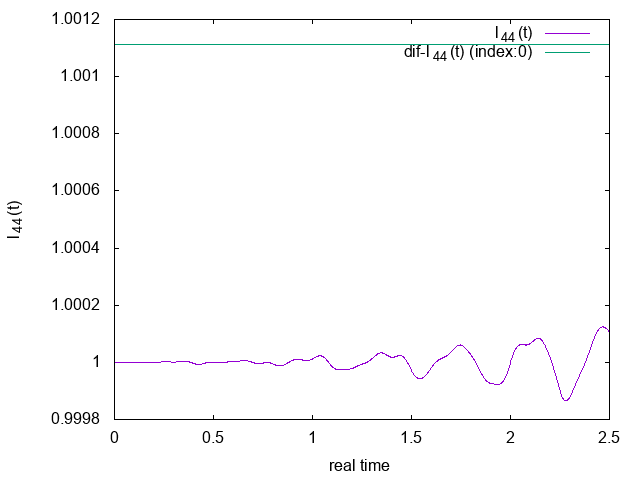 1.0012
I44(t)
dif-I44(t) (index:0)
1.001
1.0008
1.0006
I44(t)
1.0004
1.0002
1
0.9998
0 0.5 1 1.5 2 2.5
real time